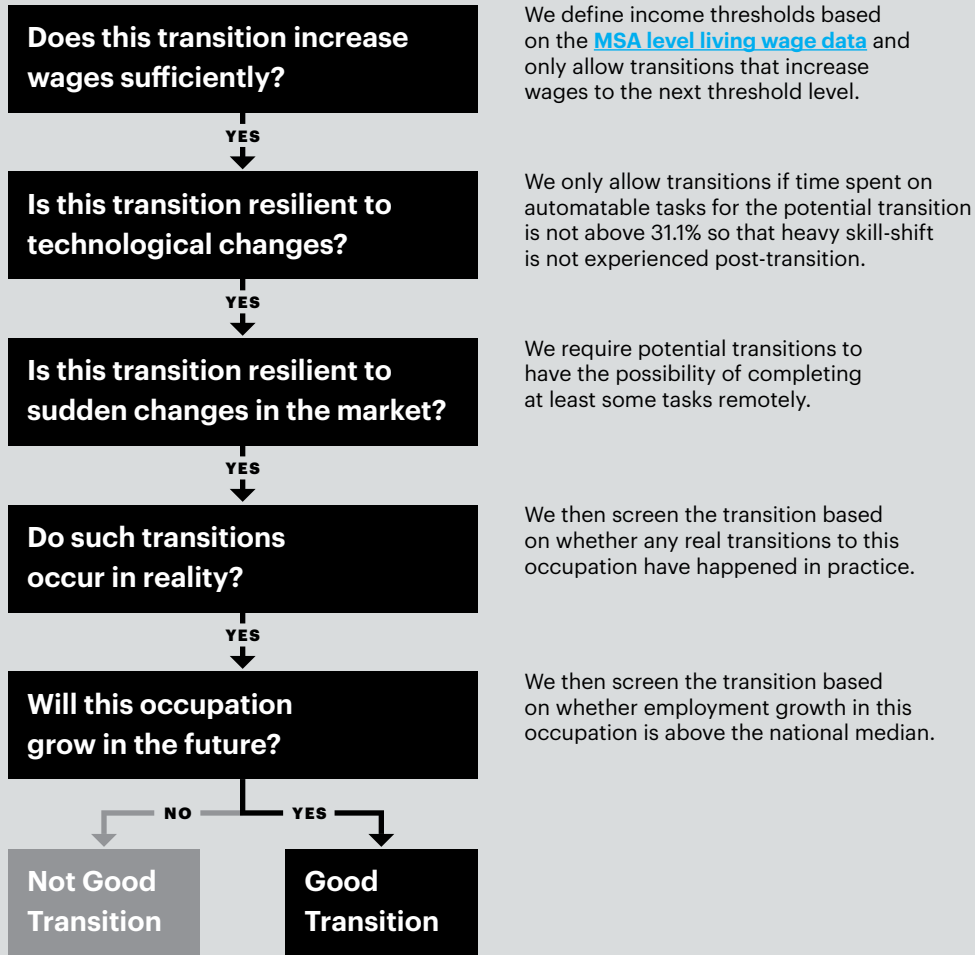 Does this transition increase
wages sufficiently?
We define income thresholds based
on the MSA level living wage data and
only allow transitions that increase
wages to the next threshold level.
YES
Is this transition resilient to
technological changes?
We only allow transitions if time spent on
automatable tasks for the potential transition
is not above 31.1% so that heavy skill-shift
is not experienced post-transition.
YES
Is this transition resilient to
sudden changes in the market?
We require potential transitions to
have the possibility of completing
at least some tasks remotely.
YES
Do such transitions
occur in reality?
We then screen the transition based
on whether any real transitions to this
occupation have happened in practice.
YES
Will this occupation
grow in the future?
We then screen the transition based
on whether employment growth in this
occupation is above the national median.
NO
YES
Not Good
Transition
Good
Transition